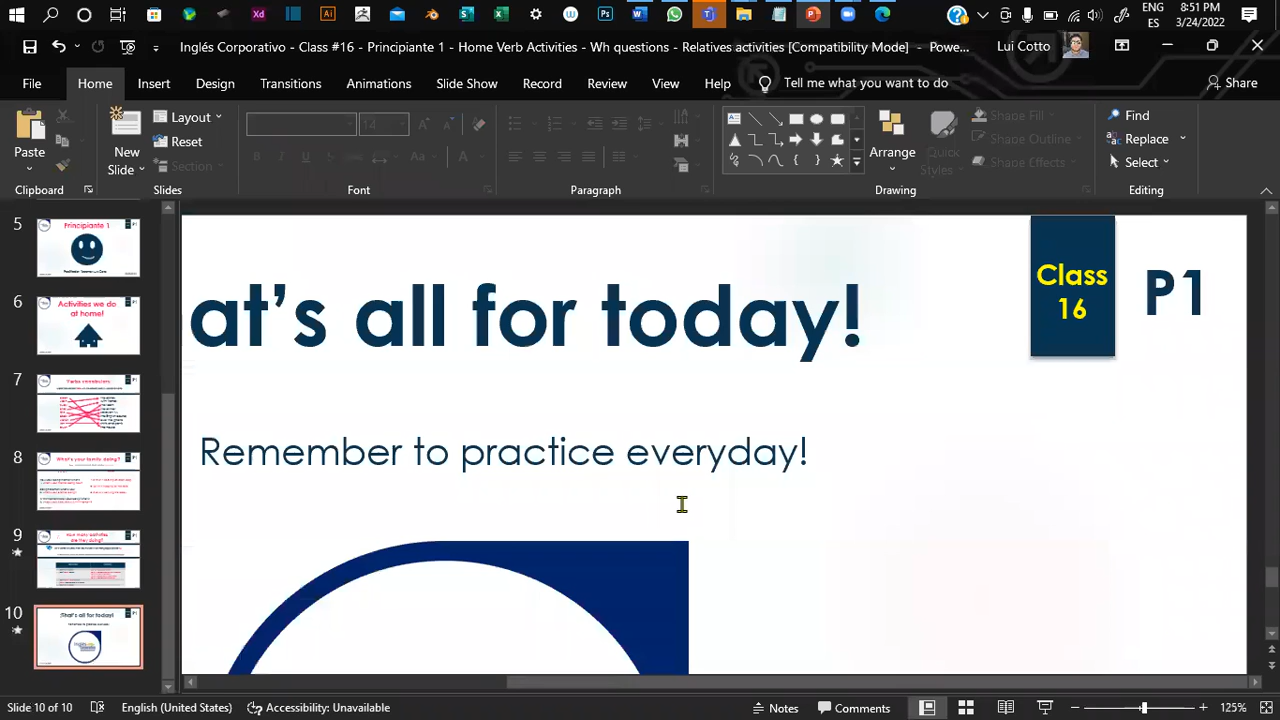 ENG
ES
8:51 PM
3/24/2022
Inglés Corporativo - Class #16 - Principiante 1 - Home Verb Activities - Wh questions - Relatives activities [Compatibility Mode] - Powe...
Lui Cotto
File
Home
Insert
Design
Transitions
Animations
Slide Show
Record
Review
View
Help
Tell me what you want to do
Share
Paste
New
Slide
Layout
Reset
Section
14
Arrange
Quick
Styles
Shape Fill
Shape Outline
Shape Effects
Find
Replace
Select
Clipboard
Slides
Font
Paragraph
Drawing
Editing
5
Principiante 1
6
Activities we do
at home!
7
8
What's your family doing?
9
How many activities
are they doing?
10
That's all for today!
at's all for today!
Class
16
P1
Remember to practice everyday!
Slide 10 of 10
English (United States)
Accessibility: Unavailable
Notes
Comments
125%